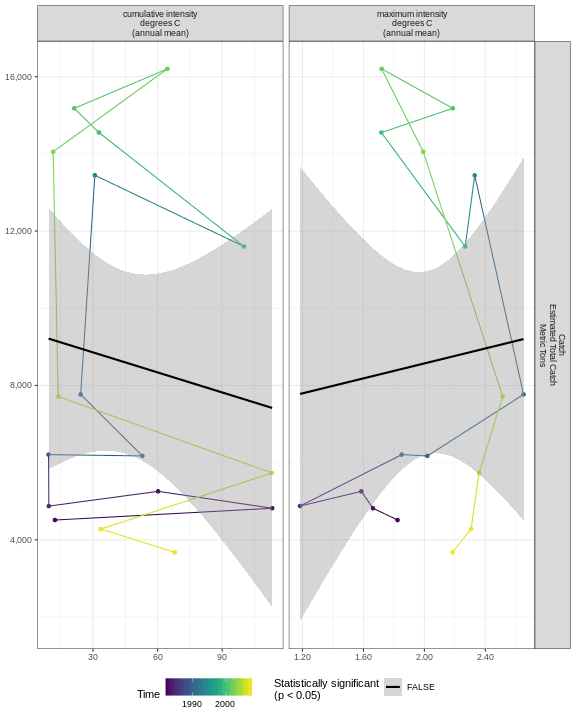 cumulative intensity
degrees C
(annual mean)
maximum intensity
degrees C
(annual mean)
16,000
12,000
8,000
4,000
Catch
Estimated Total Catch
Metric Tons
30
60
90
1.20
1.60
2.00
2.40
Time
1990
2000
Statistically significant
(p < 0.05)
FALSE